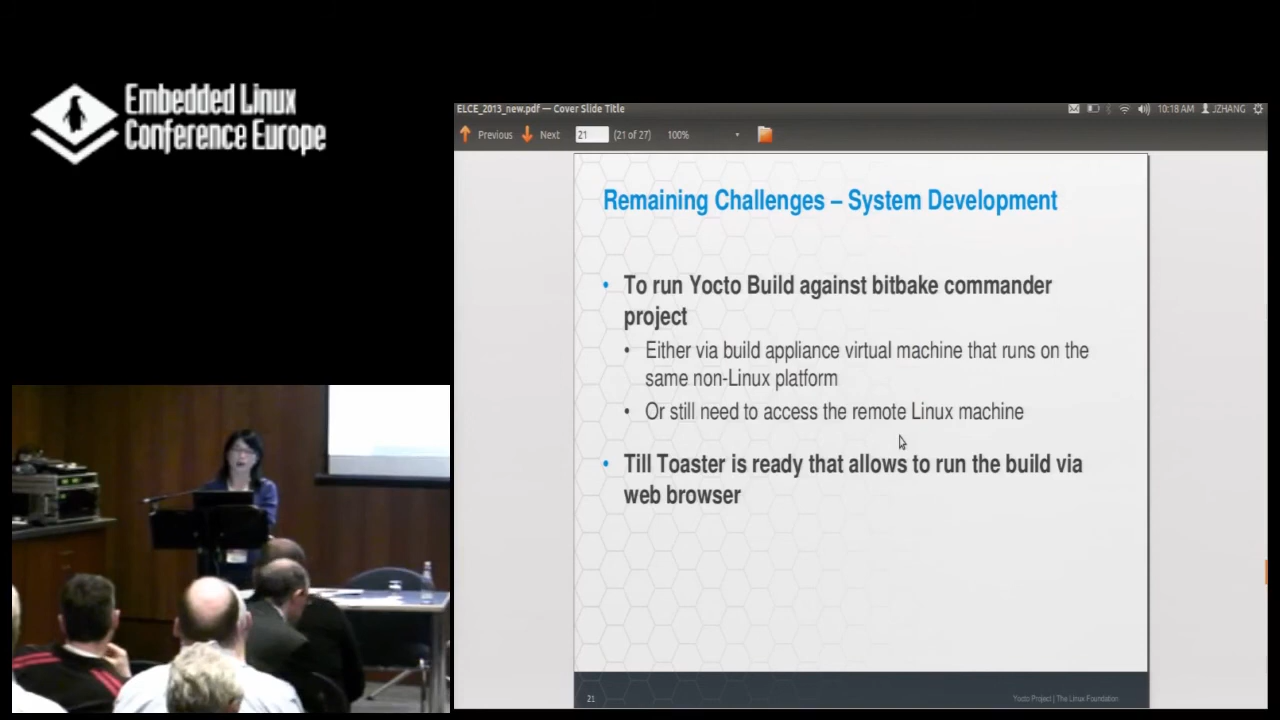 Embedded Linux
Conference Europe
ELCE_2013_new.pdf — Cover Slide Title
10:18 AM
JZHANG
Previous
Next
21
(21 of 27)
100%
Remaining Challenges – System Development
• To run Yocto Build against bitbake commander
project
• Either via build appliance virtual machine that runs on the
same non-Linux platform
• Or still need to access the remote Linux machine
• Till Toaster is ready that allows to run the build via
web browser
21
Yocto Project | The Linux Foundation